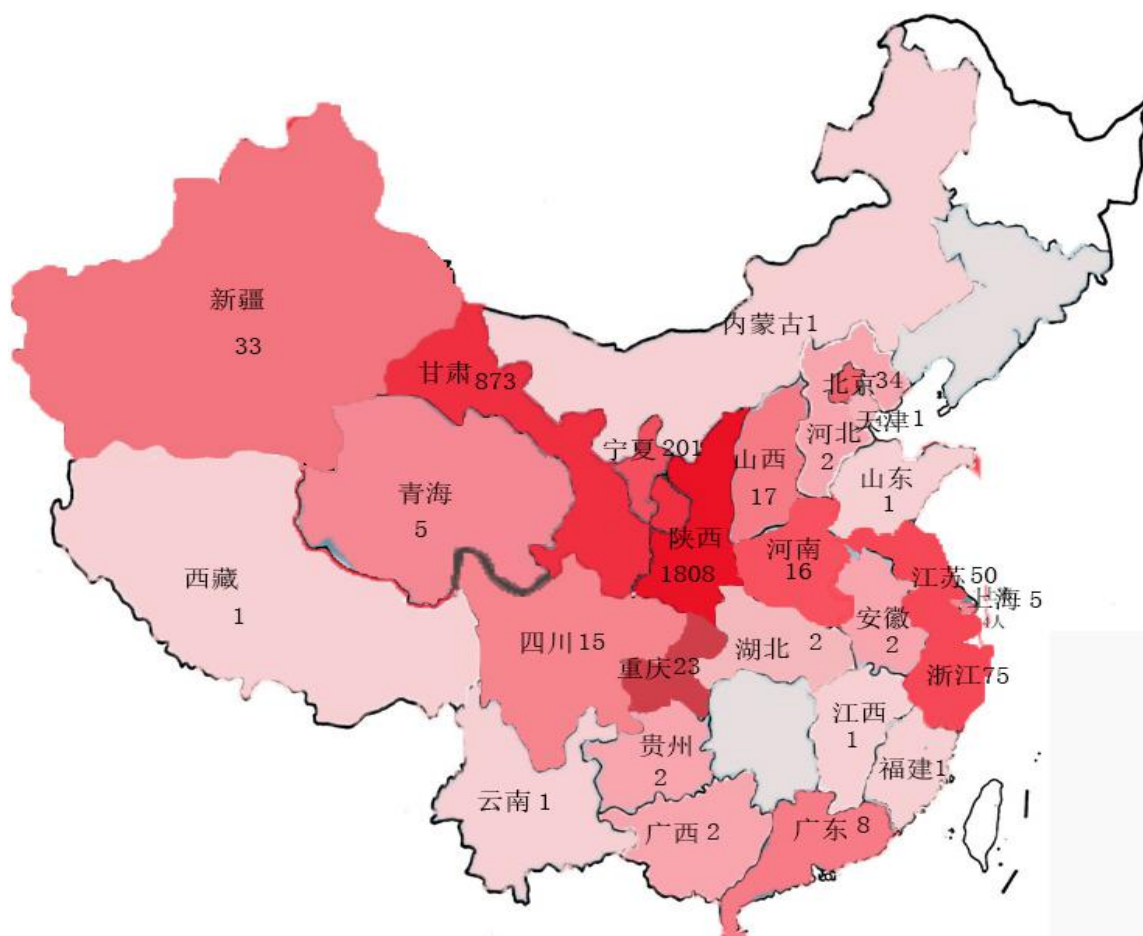 新疆
33
内蒙古1
甘肃873
北京34
天津1
宁夏201
河北
2
山西
17
山东
1
青海
5
陕西
1808
河南
16
江苏50
上海5
人
西藏
1
安徽
2
四川15
湖北2
重庆23
浙江75
江西
1
贵州
2
福建1
云南1
广西2
广东8